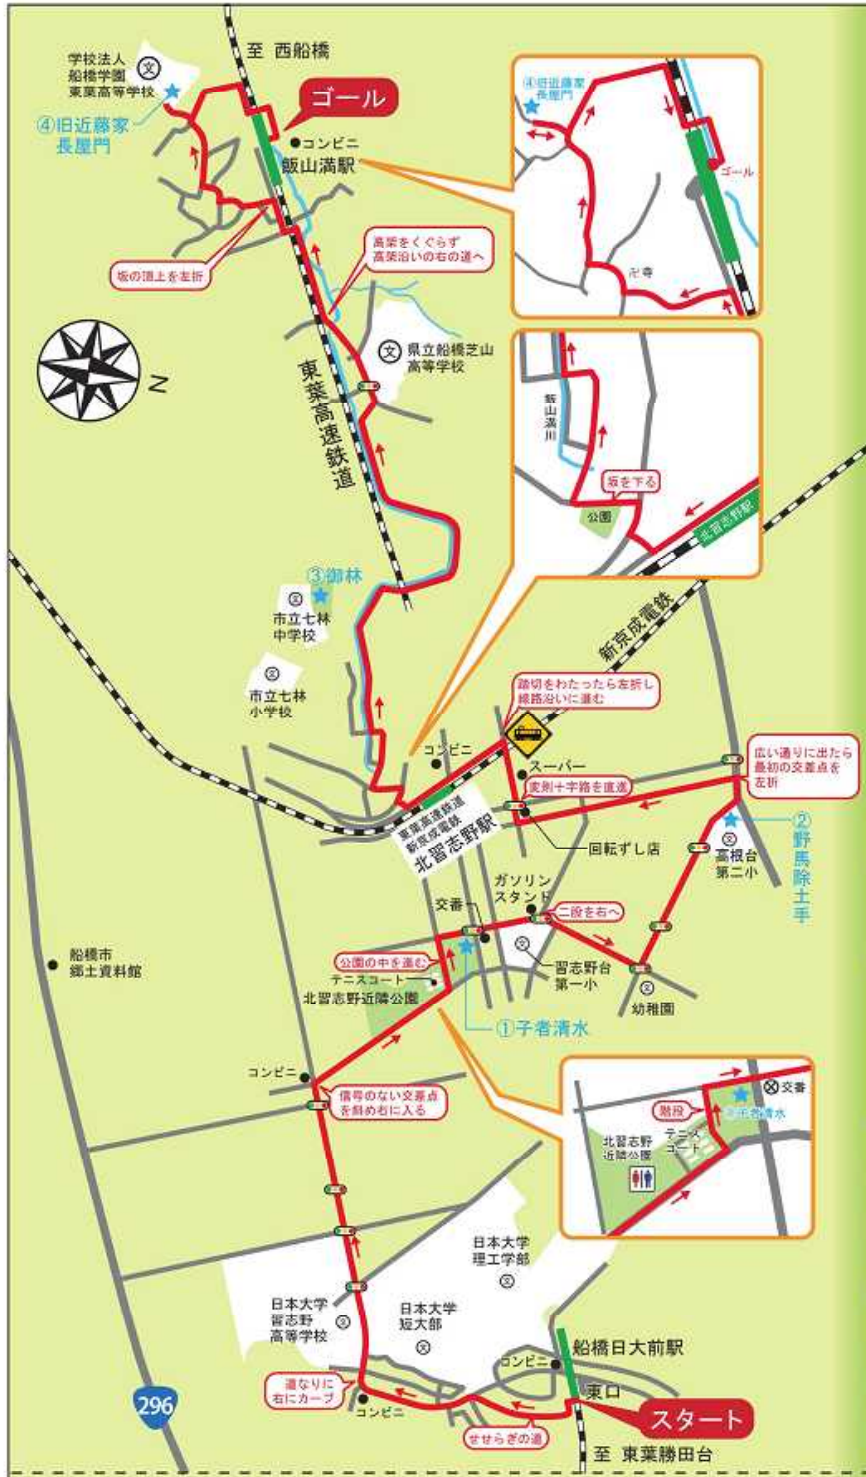 至 西船橋
学校法人
船橋学園
東葉高等学校
文
ゴール
④旧近藤家
長屋門
コンビニ
飯山満駅
④旧近藤家
長屋門
ゴール
卍寺
高架をくぐらず
高架沿いの右の道へ
坂の頂上を左折
文
県立船橋芝山
高等学校
N
東葉高速鉄道
飯山満川
坂を下る
公園
北習志野駅
③御林
文
市立七林
中学校
文
市立七林
小学校
新京成電鉄
踏切をわたったら左折し
線路沿いに進む
コンビニ
スーパー
広い通りに出たら
最初の交差点を
左折
変則十字路を直進
東葉高速鉄道
新京成電鉄
北習志野駅
回転ずし店
②野馬除土手
文
高根台
第二小
ガソリン
スタンド
交番
二段を右へ
公園の中を進む
文
習志野台
第一小
テニスコート
北習志野近隣公園
文
幼稚園
船橋市
郷土資料館
①子者清水
コンビニ
信号のない交差点
を斜め右に入る
交番
階段
①子者清水
テニス
コート
北習志野
近隣公園
日本大学
理工学部
文
日本大学
習志野
高等学校
文
日本大学
短大部
文
船橋日大前駅
コンビニ
道なりに
右にカーブ
コンビニ
東口
スタート
296
せせらぎの道
至 東葉勝田台